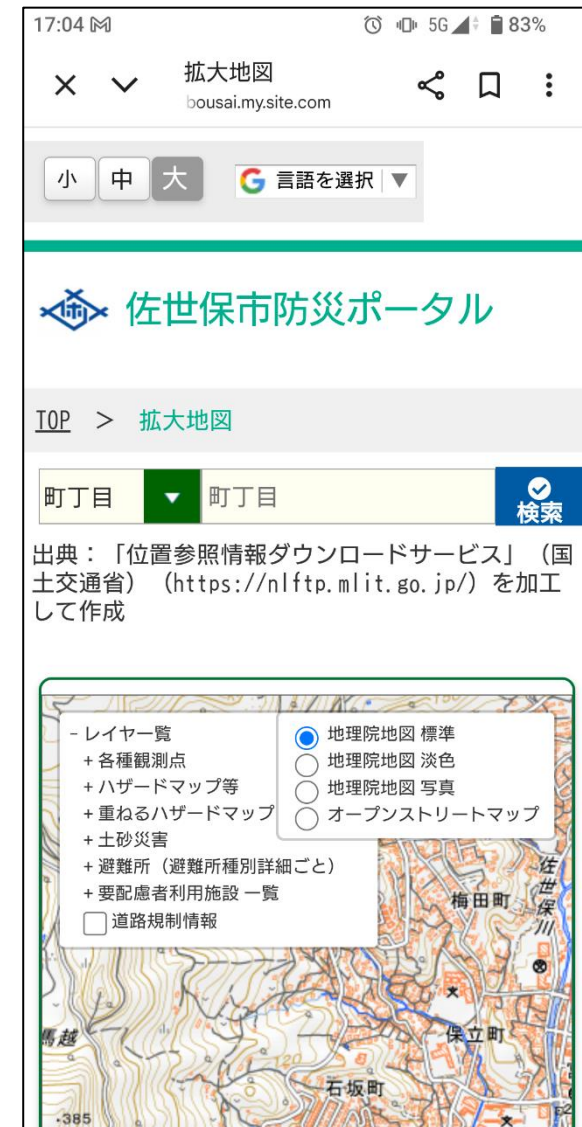 17:04
5G
83%
拡大地図
bousai.my.site.com
小 中 大
言語を選択
佐世保市防災ポータル
TOP > 拡大地図
町丁目 ▼ 町丁目
検索
出典：「位置参照情報ダウンロードサービス」（国
土交通省）（https://nlftp.mlit.go.jp/）を加工
して作成
- レイヤ一覧
+ 各種観測点
+ ハザードマップ等
+ 重ねるハザードマップ
+ 土砂災害
+ 避難所（避難所種別詳細ごと）
+ 要配慮者利用施設 一覧
道路規制情報
地理院地図 標準
地理院地図 淡色
地理院地図 写真
オープンストリートマップ
佐世保川
梅田町
保立町
馬越
石坂町
120
・385